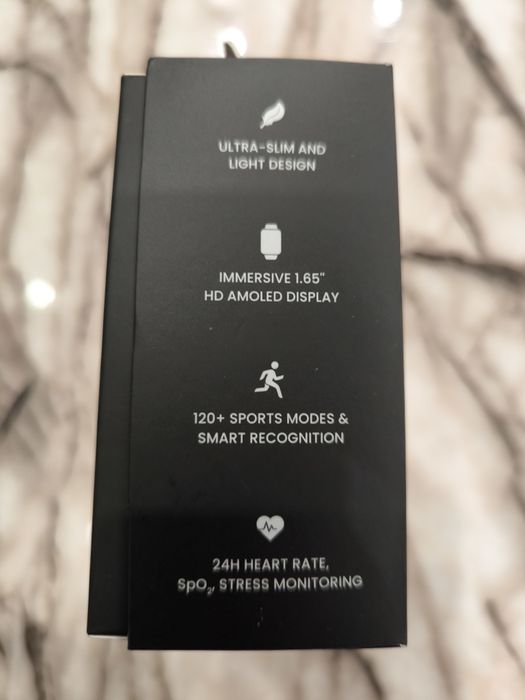 ULTRA-SLIM AND
LIGHT DESIGN
IMMERSIVE 1.65"
HD AMOLED DISPLAY
120+ SPORTS MODES &
SMART RECOGNITION
24H HEART RATE,
SpO₂, STRESS MONITORING